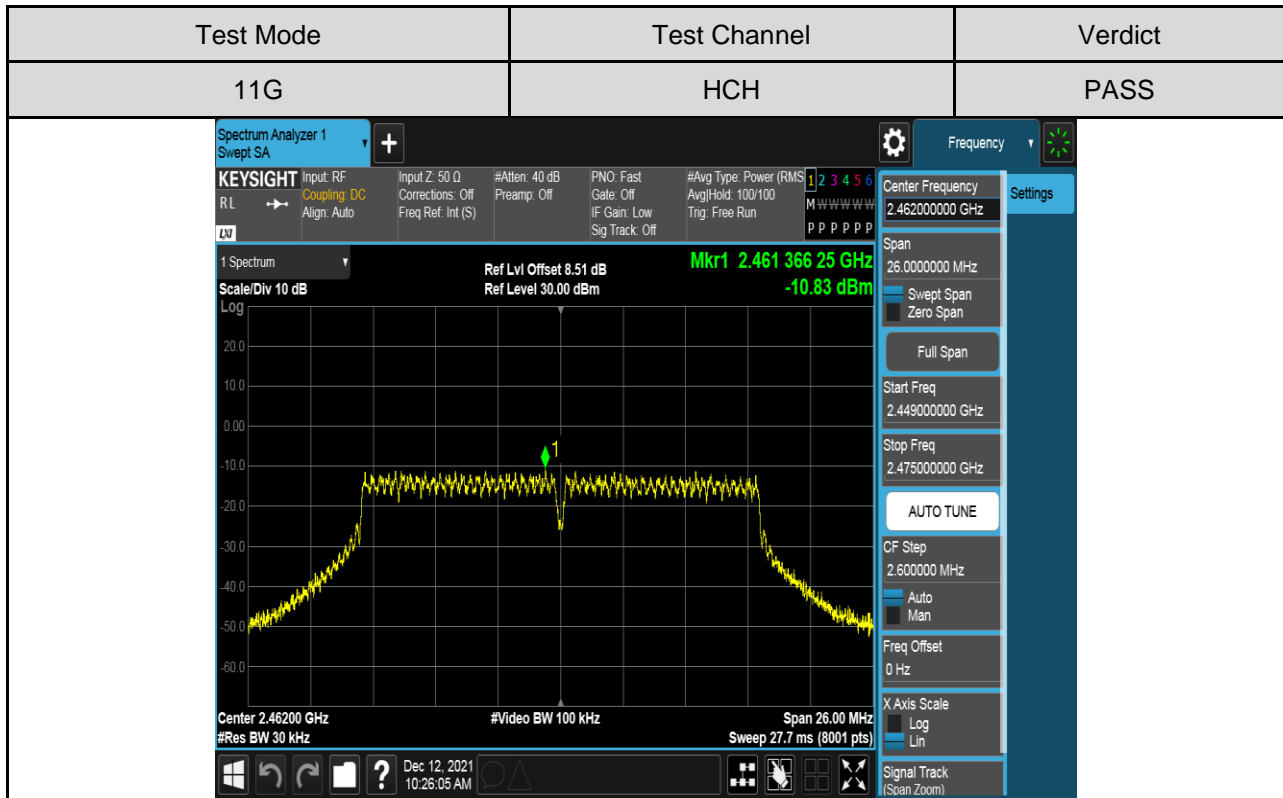 Test Mode Test Channel Verdict
11G HCH PASS
Spectrum Analyzer 1
Swept SA
+
Frequency
KEYSIGHT Input: RF Input Z: 50 Ω #Atten: 40 dB PNO: Fast #Avg Type: Power (RMS 1 2 3 4 5 6
RL Coupling: DC Corrections: Off Preamp: Off Gate: Off Avg|Hold: 100/100 M W W W W W
Align: Auto Freq Ref: Int (S) IF Gain: Low Trig: Free Run
LXI Sig Track: Off P P P P P P
1 Spectrum
Scale/Div 10 dB
Ref Lvl Offset 8.51 dB
Ref Level 30.00 dBm
Mkr1 2.461 366 25 GHz
-10.83 dBm
Log
20.0
10.0
0.00
-10.0
-20.0
-30.0
-40.0
-50.0
-60.0
1
Center 2.46200 GHz #Video BW 100 kHz Span 26.00 MHz
#Res BW 30 kHz Sweep 27.7 ms (8001 pts)
Dec 12, 2021
10:26:05 AM
?
Center Frequency
2.462000000 GHz
Settings
Span
26.0000000 MHz
Swept Span
Zero Span
Full Span
Start Freq
2.449000000 GHz
Stop Freq
2.475000000 GHz
AUTO TUNE
CF Step
2.600000 MHz
Auto
Man
Freq Offset
0 Hz
X Axis Scale
Log
Lin
Signal Track
(Span Zoom)